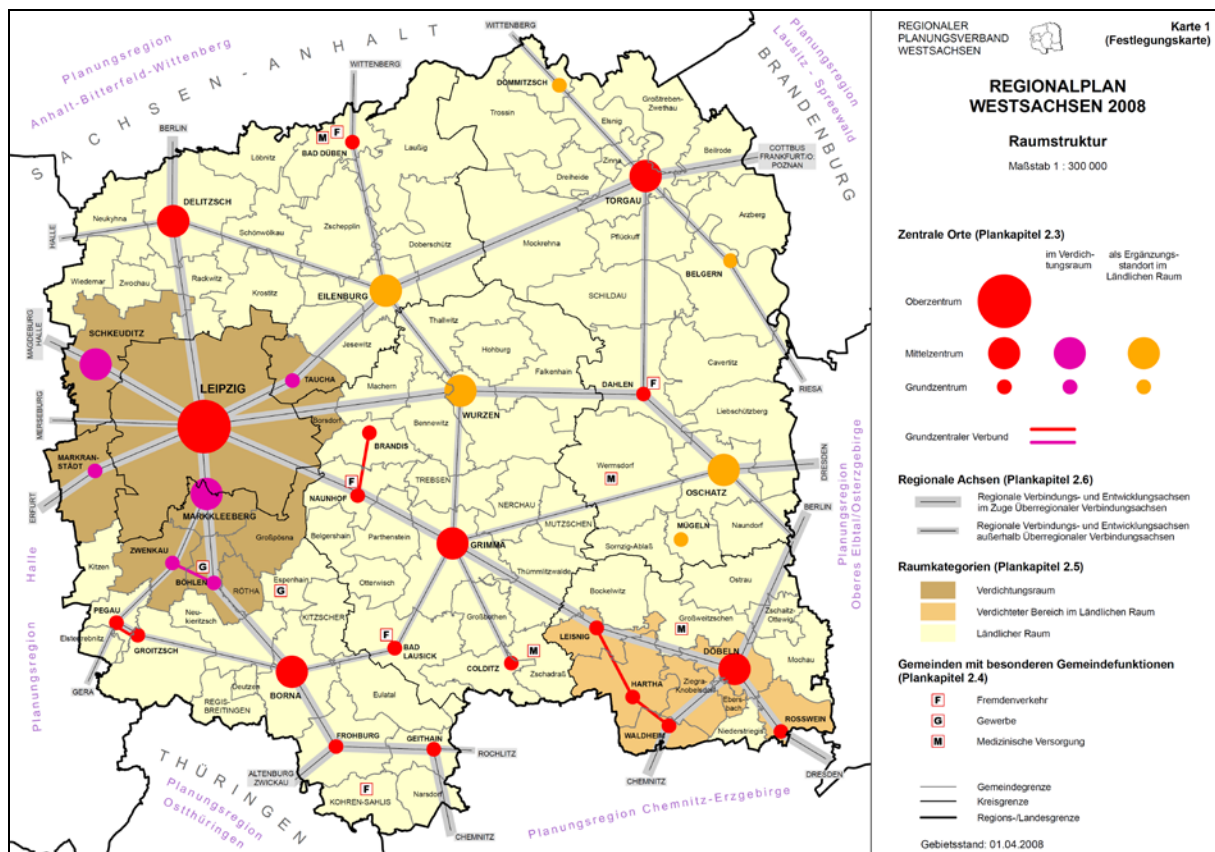 WITTENBERG
Planungsregion
Anhalt-Bitterfeld-Wittenberg
SACHSEN-ANHALT
WITTENBERG
Planungsregion
Lausitz - Spreewald
BRANDENBURG
DOMMITZSCH
Trossin
Großtreben-
Zwethau
Elsnig
BERLIN
M
F
BAD DÜBEN
Löbnitz
Laußig
Zinna
Beilrode
Dreiheide
COTTBUS
FRANKFURT/O.
POZNAN
TORGAU
DELITZSCH
Neukyhna
Zschepplin
Arzberg
HALLE
Schönwölkau
Doberschütz
Mockrehna
Pflückuff
BELGERN
Wiedemar
Zwochau
Rackwitz
Krostitz
EILENBURG
SCHILDAU
MAGDEBURG
HALLE
SCHKEUDITZ
Thallwitz
Jesewitz
Hohburg
Cavertitz
LEIPZIG
TAUCHA
Machern
Falkenhain
DAHLEN
F
RIESA
MERSEBURG
WURZEN
Liebschützberg
Borsdorf
Bennewitz
BRANDIS
MARKRAN-
STÄDT
Wermsdorf
M
DRESDEN
F
NAUNHOF
TREBSEN
OSCHATZ
ERFURT
MARKKLEEBERG
NERCHAU
BERLIN
Großpösna
MUTZSCHEN
MÜGELN
Naundorf
Planungsregion
Oberes Elbtal/Osterzgebirge
ZWENKAU
Belgershain
Parthenstein
GRIMMA
Sornzig-Ablaß
Kitzen
G
BÖHLEN
RÖTHA
Espenhain
G
Otterwisch
Thümmlitzwalde
Ostrau
Planungsregion Halle
PEGAU
Neu-
kieritzsch
KITZSCHER
Bockelwitz
Zschaitz-
Ottewig
Großbothen
LEISNIG
Großweitzschen
M
Elstertrebnitz
GROITZSCH
F
BAD
LAUSICK
M
DÖBELN
Mochau
COLDITZ
Zschadraß
GERA
BORNA
HARTHA
Ziegra-
Knobelsdorf
Deutzen
REGIS-
BREITINGEN
Eulatal
Ebers-
bach
ROSSWEIN
WALDHEIM
Niederstriegis
FROHBURG
GEITHAIN
ROCHLITZ
THÜRINGEN
ALTENBURG
ZWICKAU
CHEMNITZ
DRESDEN
F
KOHREN-SAHLIS
Narsdorf
Planungsregion
Ostthüringen
CHEMNITZ
Planungsregion Chemnitz-Erzgebirge
REGIONALER
PLANUNGSVERBAND
WESTSACHSEN
Karte 1
(Festlegungskarte)
REGIONALPLAN
WESTSACHSEN 2008
Raumstruktur
Maßstab 1 : 300 000
Zentrale Orte (Plankapitel 2.3)
im Verdich-
tungsraum
als Ergänzungs-
standort im
Ländlichen Raum
Oberzentrum
Mittelzentrum
Grundzentrum
Grundzentraler Verbund
Regionale Achsen (Plankapitel 2.6)
Regionale Verbindungs- und Entwicklungsachsen
im Zuge Überregionaler Verbindungsachsen
Regionale Verbindungs- und Entwicklungsachsen
außerhalb Überregionaler Verbindungsachsen
Raumkategorien (Plankapitel 2.5)
Verdichtungsraum
Verdichteter Bereich im Ländlichen Raum
Ländlicher Raum
Gemeinden mit besonderen Gemeindefunktionen
(Plankapitel 2.4)
F
Fremdenverkehr
G
Gewerbe
M
Medizinische Versorgung
Gemeindegrenze
Kreisgrenze
Regions-/Landesgrenze
Gebietsstand: 01.04.2008